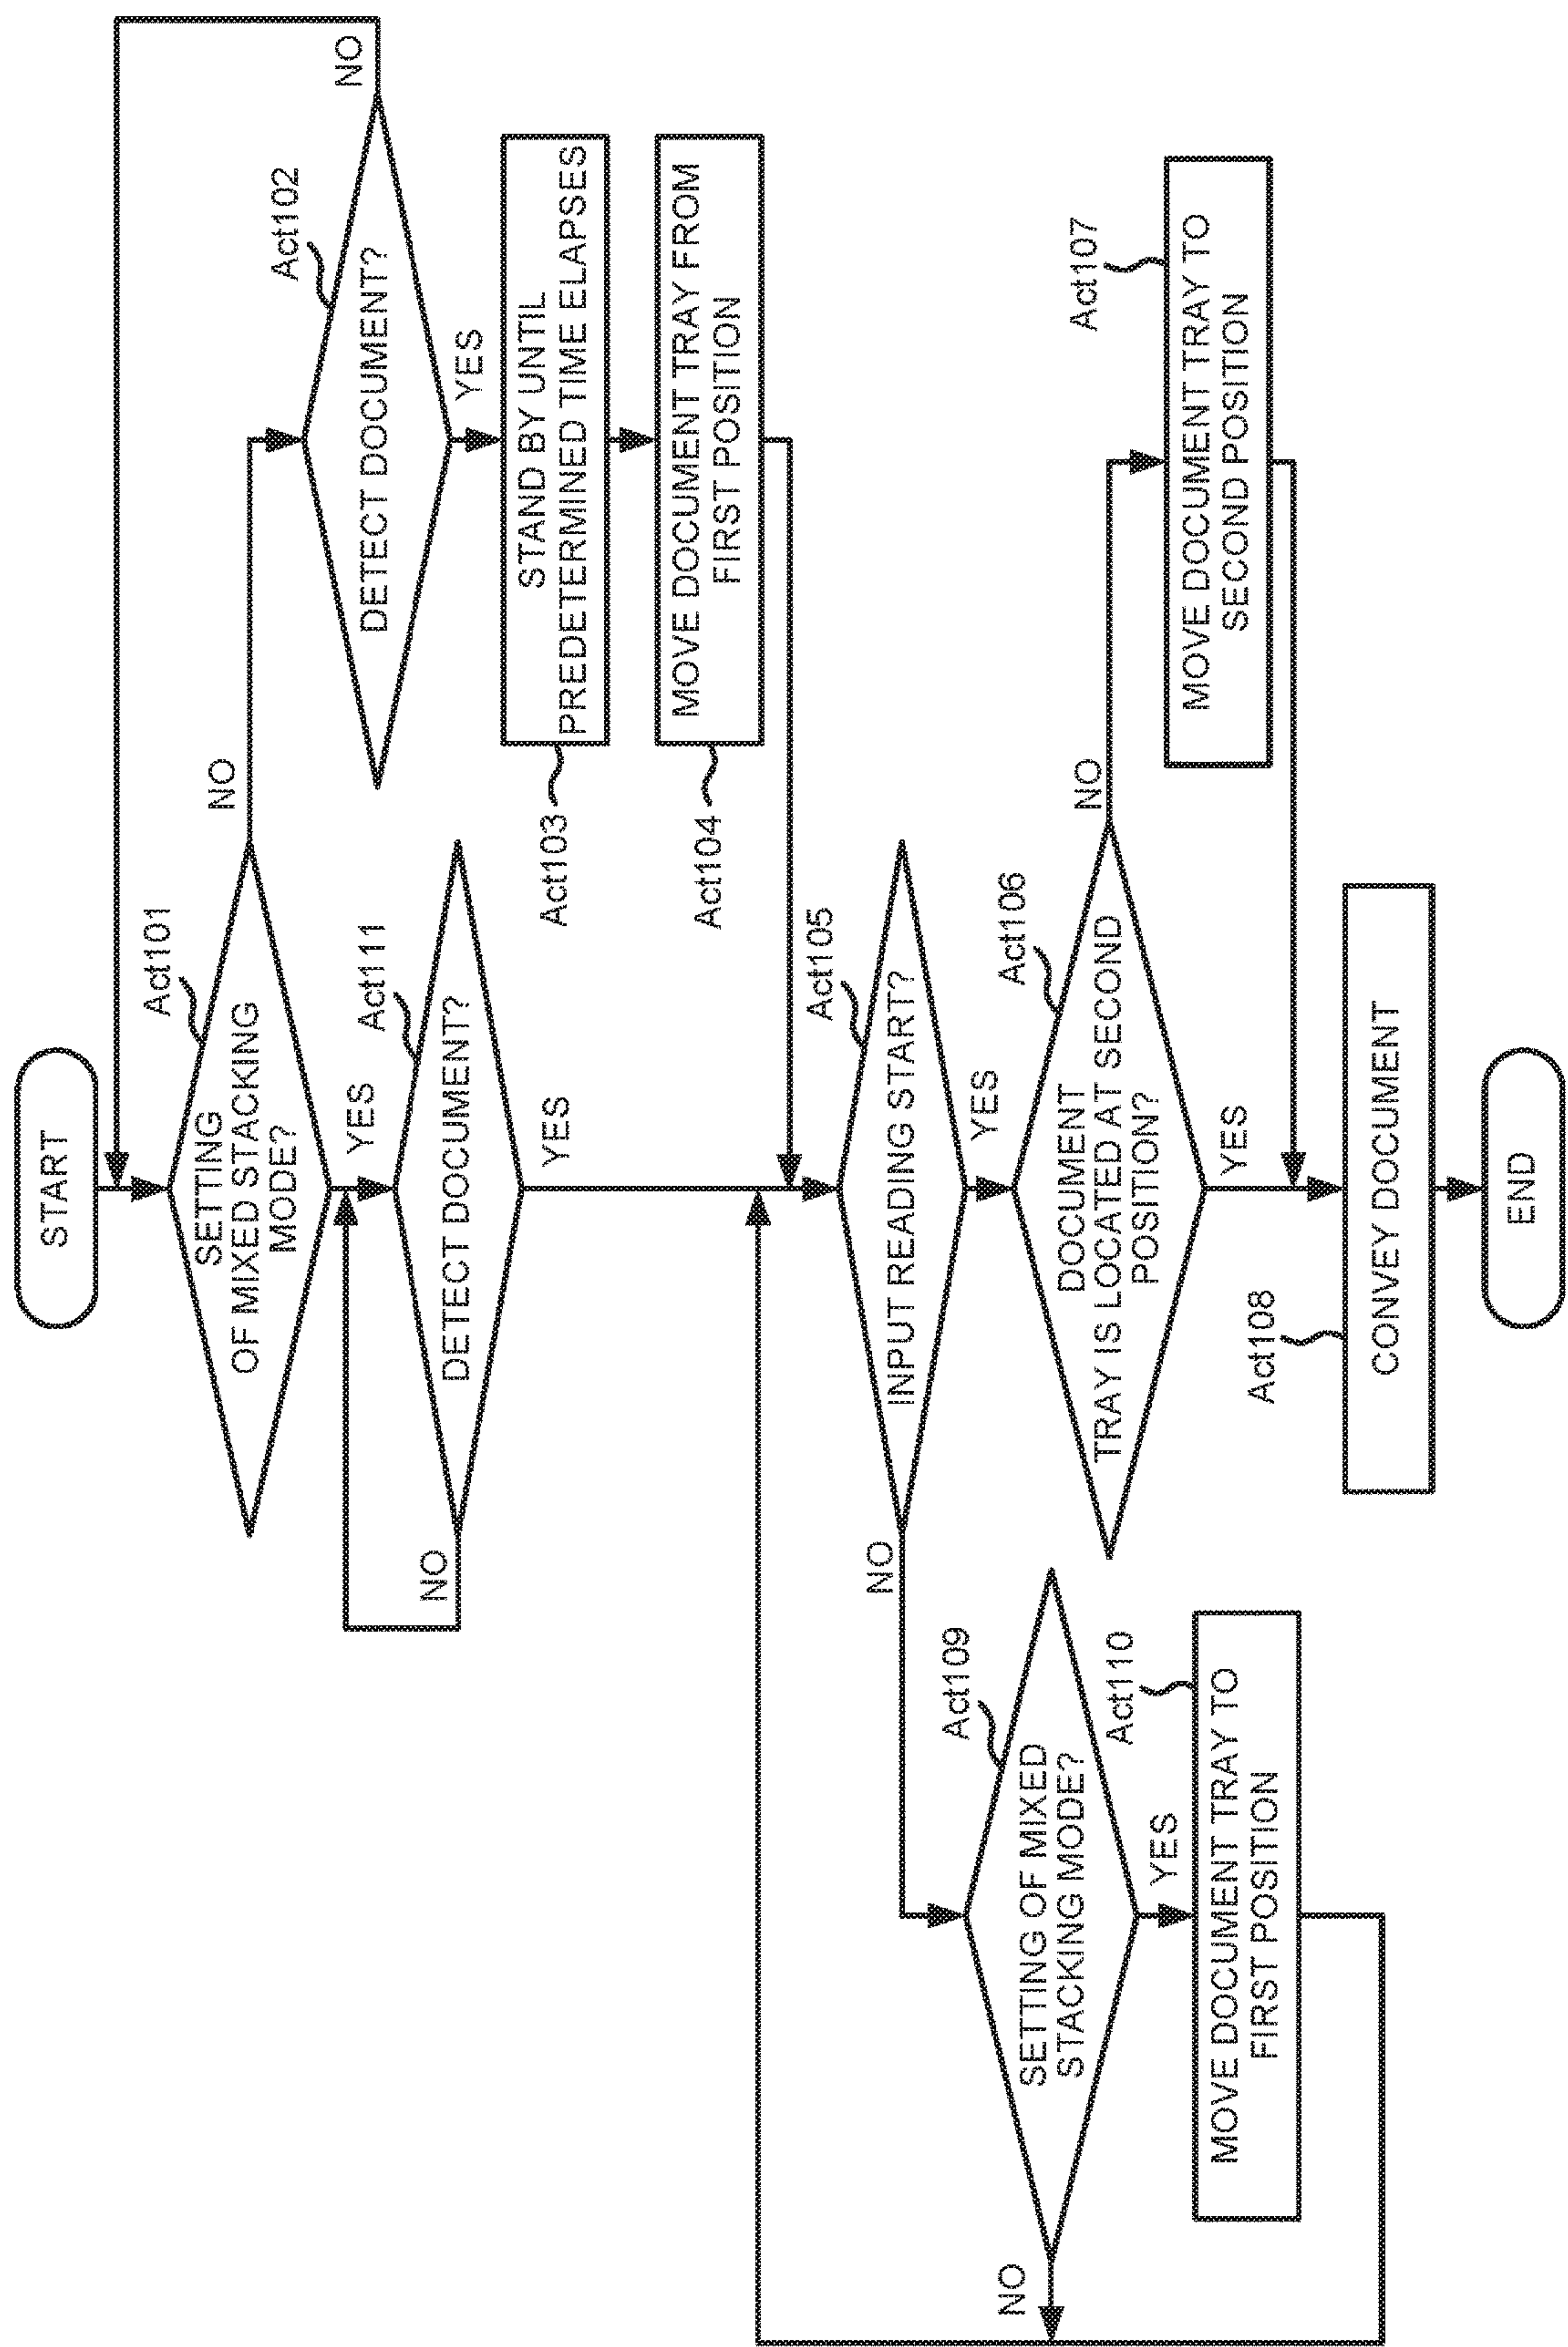 START
Act101
SETTING
OF MIXED STACKING
MODE?
NO
YES
Act102
DETECT DOCUMENT?
NO
YES
Act111
DETECT DOCUMENT?
NO
YES
Act103
STAND BY UNTIL
PREDETERMINED TIME ELAPSES
Act104
MOVE DOCUMENT TRAY FROM
FIRST POSITION
Act105
INPUT READING START?
NO
YES
Act109
SETTING OF MIXED
STACKING MODE?
NO
YES
Act110
MOVE DOCUMENT TRAY TO
FIRST POSITION
Act106
DOCUMENT
TRAY IS LOCATED AT SECOND
POSITION?
NO
YES
Act107
MOVE DOCUMENT TRAY TO
SECOND POSITION
Act108
CONVEY DOCUMENT
END